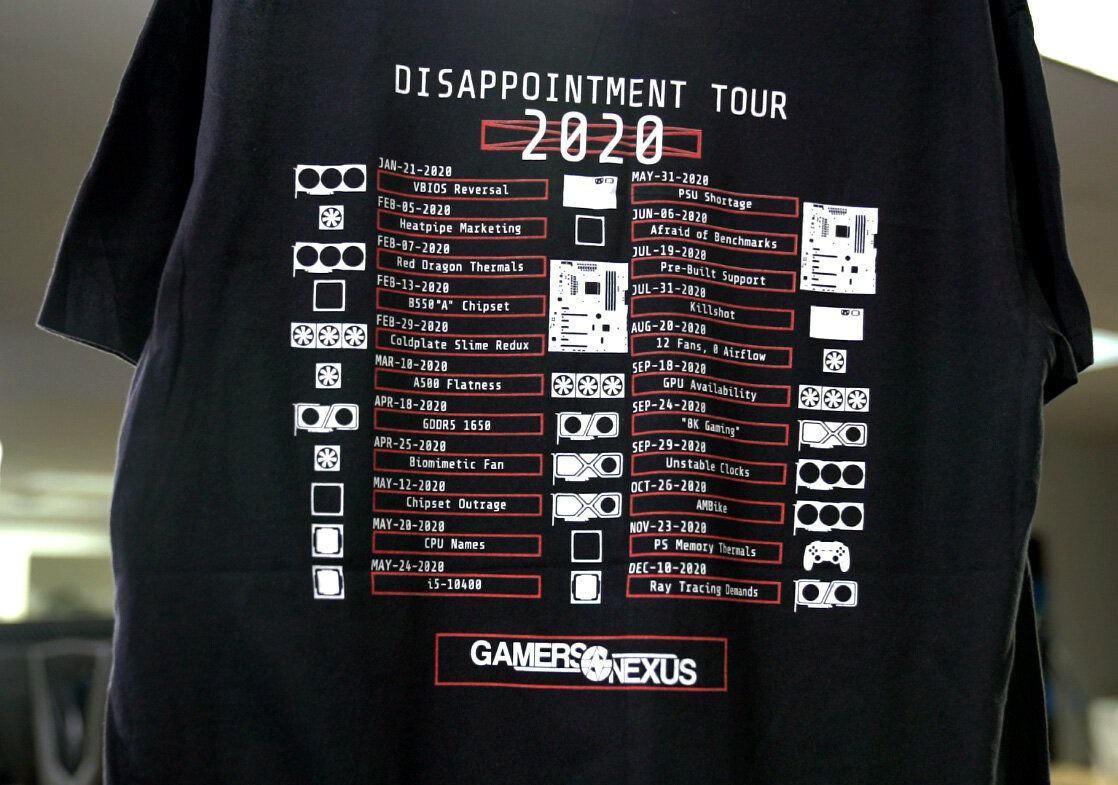 DISAPPOINTMENT TOUR
2020
JAN-21-2020
VBIOS Reversal
FEB-05-2020
Heatpipe Marketing
FEB-07-2020
Red Dragon Thermals
FEB-13-2020
B550"A" Chipset
FEB-29-2020
Coldplate Slime Redux
MAR-10-2020
A500 Flatness
APR-18-2020
GDDR5 1650
APR-25-2020
Biomimetic Fan
MAY-12-2020
Chipset Outrage
MAY-20-2020
CPU Names
MAY-24-2020
i5-10400
MAY-31-2020
PSU Shortage
JUN-06-2020
Afraid of Benchmarks
JUL-19-2020
Pre-Built Support
JUL-31-2020
Killshot
AUG-20-2020
12 Fans, 0 Airflow
SEP-18-2020
GPU Availability
SEP-24-2020
"8K Gaming"
SEP-29-2020
Unstable Clocks
OCT-26-2020
AMBike
NOV-23-2020
PS Memory Thermals
DEC-10-2020
Ray Tracing Demands
GAMERS NEXUS